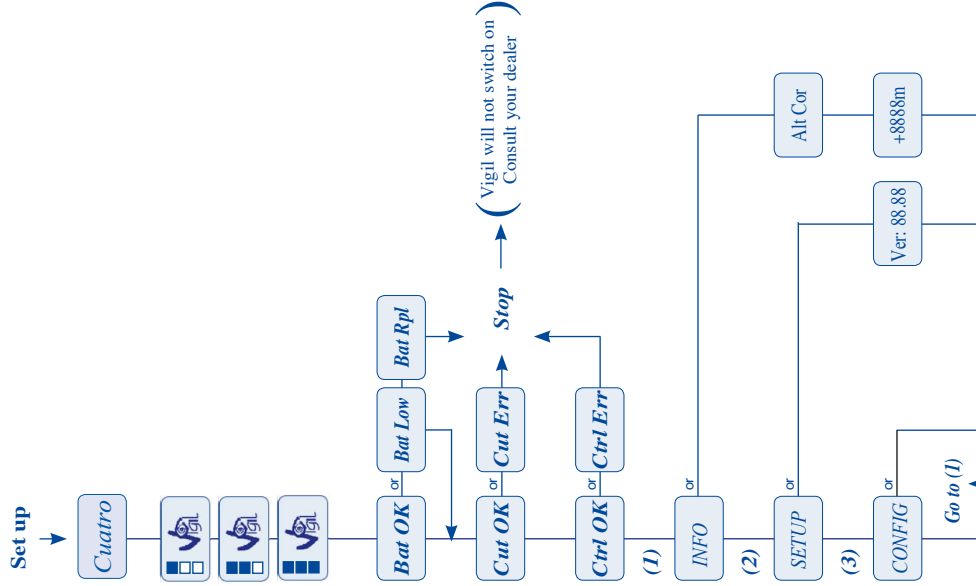 Set up
Cuatro
Vigil
Vigil
Vigil
Bat OK
or
Bat Low
Bat Rpl
Cut OK
or
Cut Err
Stop
(Vigil will not switch on
Consult your dealer)
Ctrl OK
or
Ctrl Err
(1)
INFO
or
(2)
SETUP
or
Alt Cor
(3)
CONFIG
or
Ver: 88.88
+8888m
Go to (1)